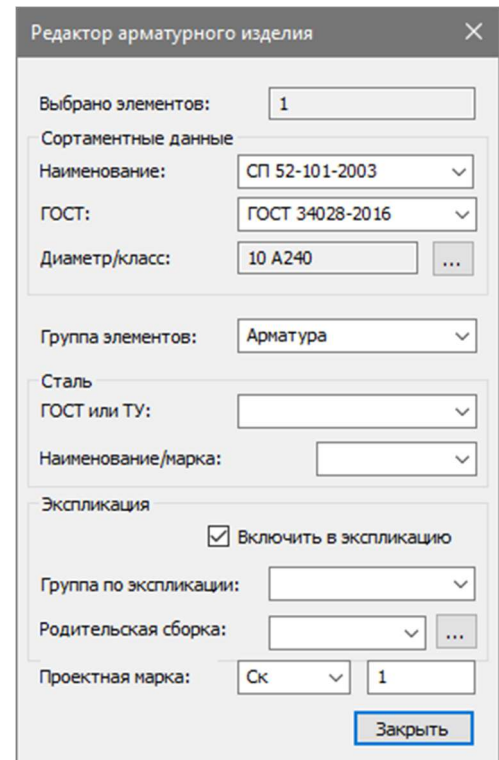 Редактор арматурного изделия
Выбрано элементов: 1
Сортаментные данные
Наименование: СП 52-101-2003
ГОСТ: ГОСТ 34028-2016
Диаметр/класс: 10 А240 ...
Группа элементов: Арматура
Сталь
ГОСТ или ТУ:
Наименование/марка:
Экспликация
Включить в экспликацию
Группа по экспликации:
Родительская сборка: ...
Проектная марка: Ск 1
Закрыть